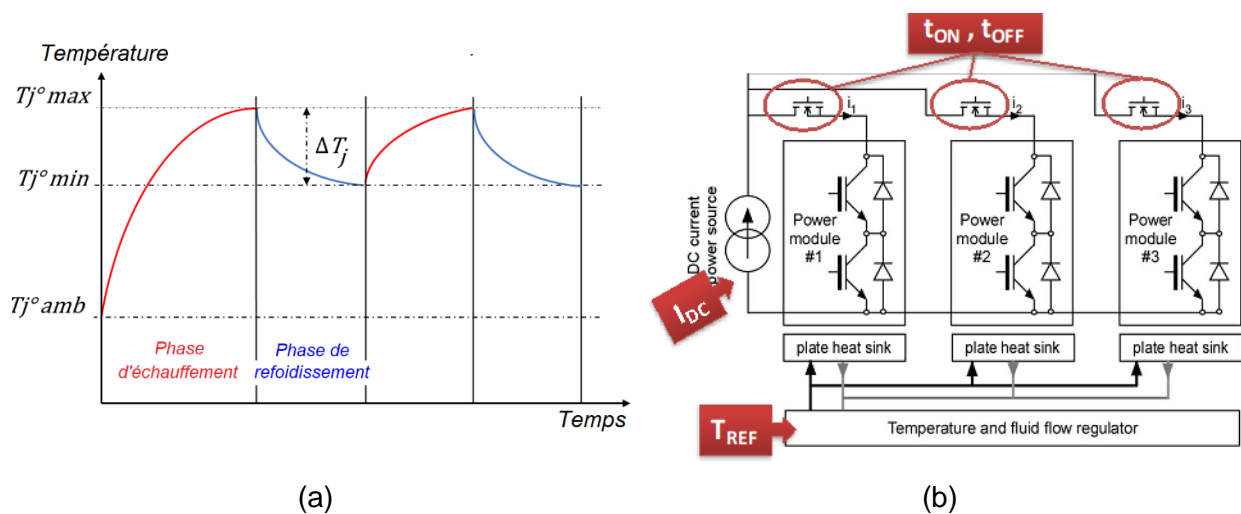 Température
Tj° max
Δ Tj
Tj° min
Tj° amb
Phase
d'échauffement
Phase de
refoidissement
Temps
(a)
tON , tOFF
i1
i2
i3
DC current
power source
Power
module
#1
Power
module
#2
Power
module
#3
IDC
plate heat sink
plate heat sink
plate heat sink
TREF
Temperature and fluid flow regulator
(b)